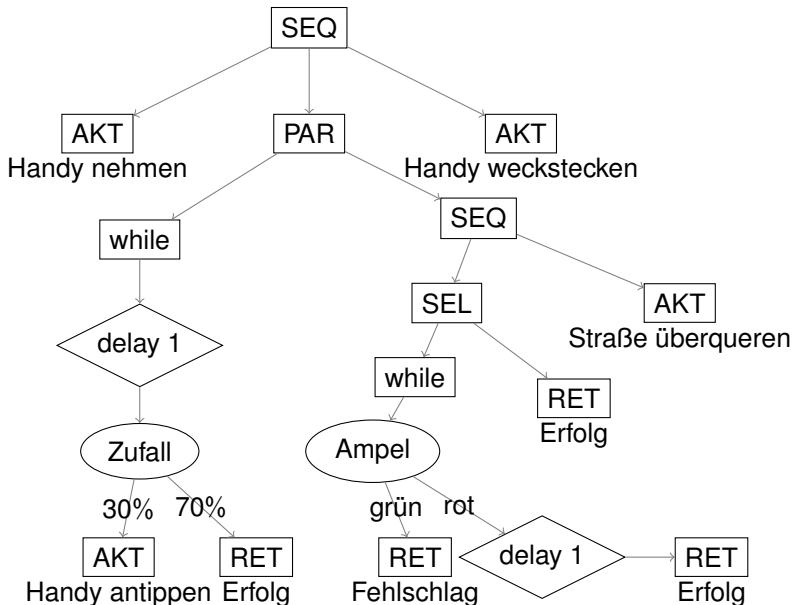 SEQ
AKT
PAR
AKT
Handy nehmen
Handy weckstecken
while
SEQ
delay 1
SEL
AKT
Straße überqueren
while
RET
Erfolg
Zufall
Ampel
30%
70%
grün
rot
AKT
RET
RET
delay 1
RET
Handy antippen
Erfolg
Fehlschlag
Erfolg